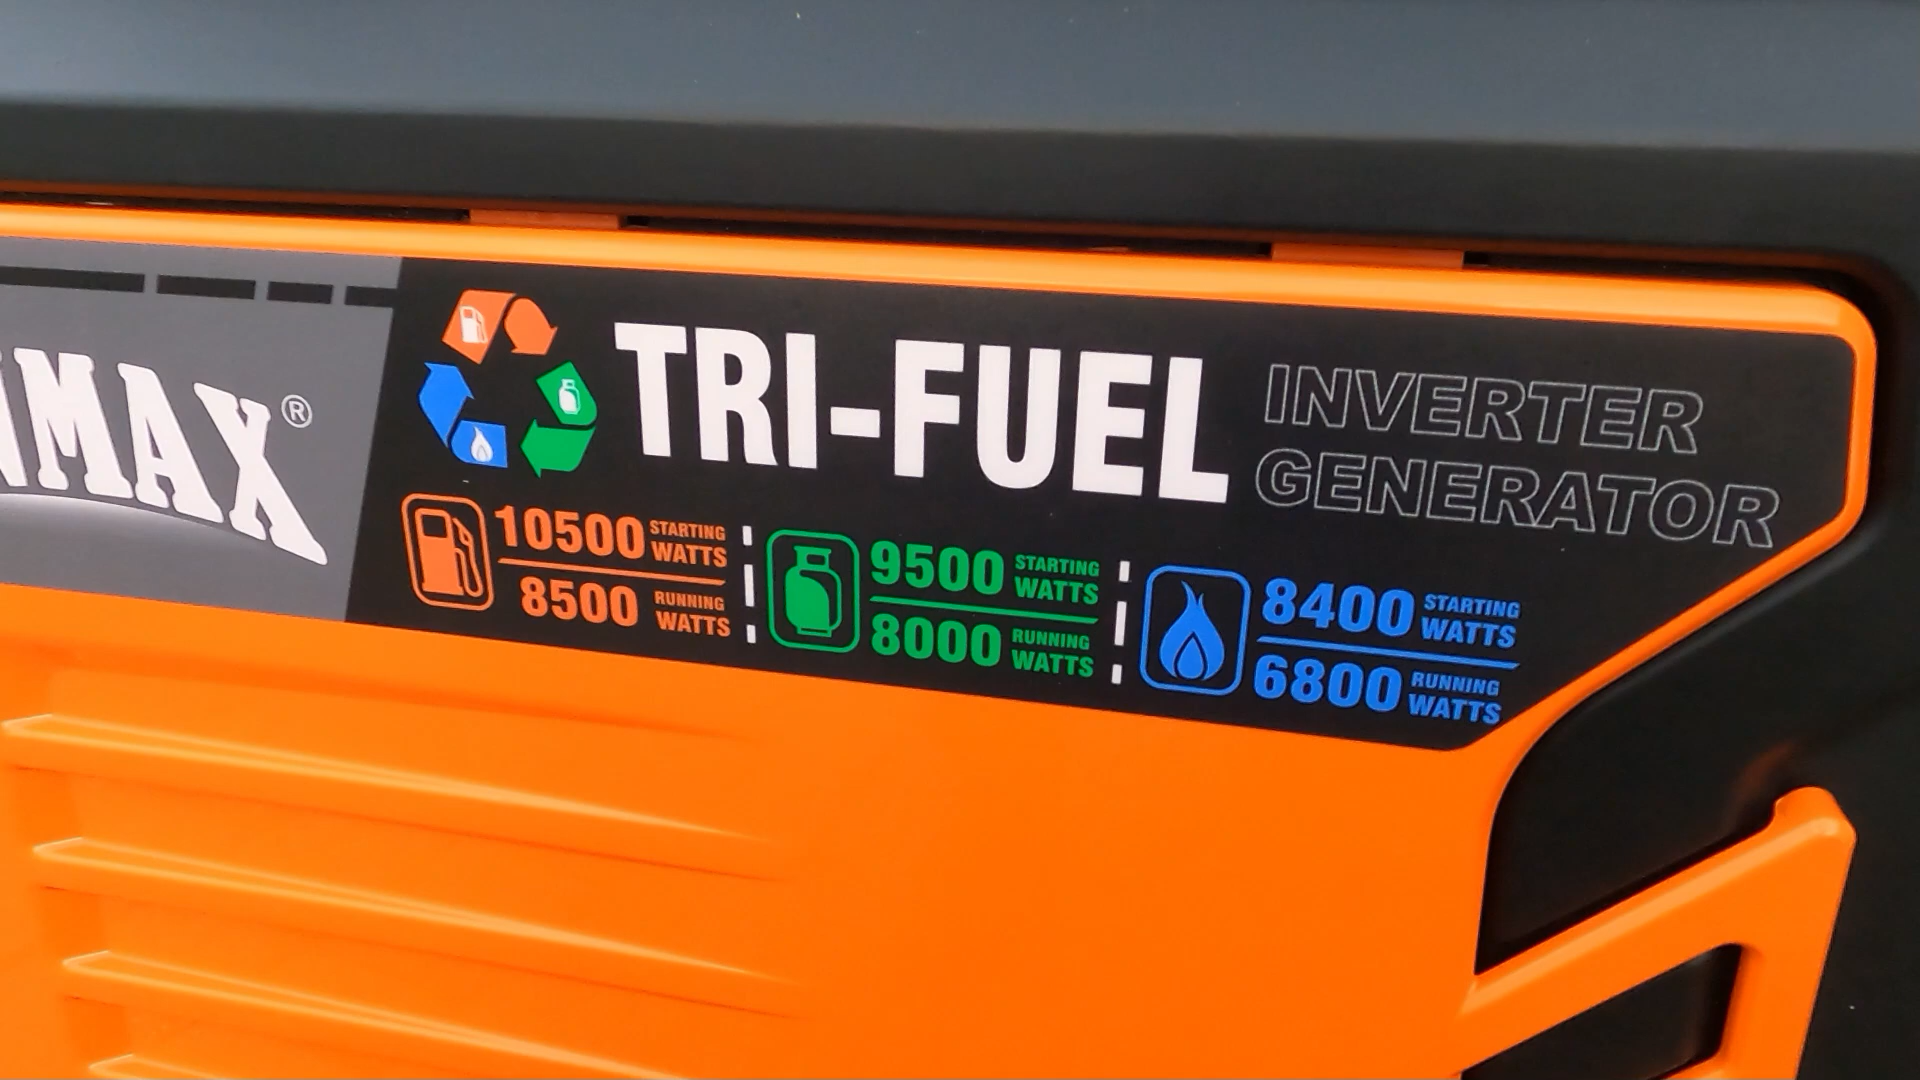 NMAX®
TRI-FUEL
INVERTER
GENERATOR
10500 STARTING WATTS
8500 RUNNING WATTS
9500 STARTING WATTS
8000 RUNNING WATTS
8400 STARTING WATTS
6800 RUNNING WATTS